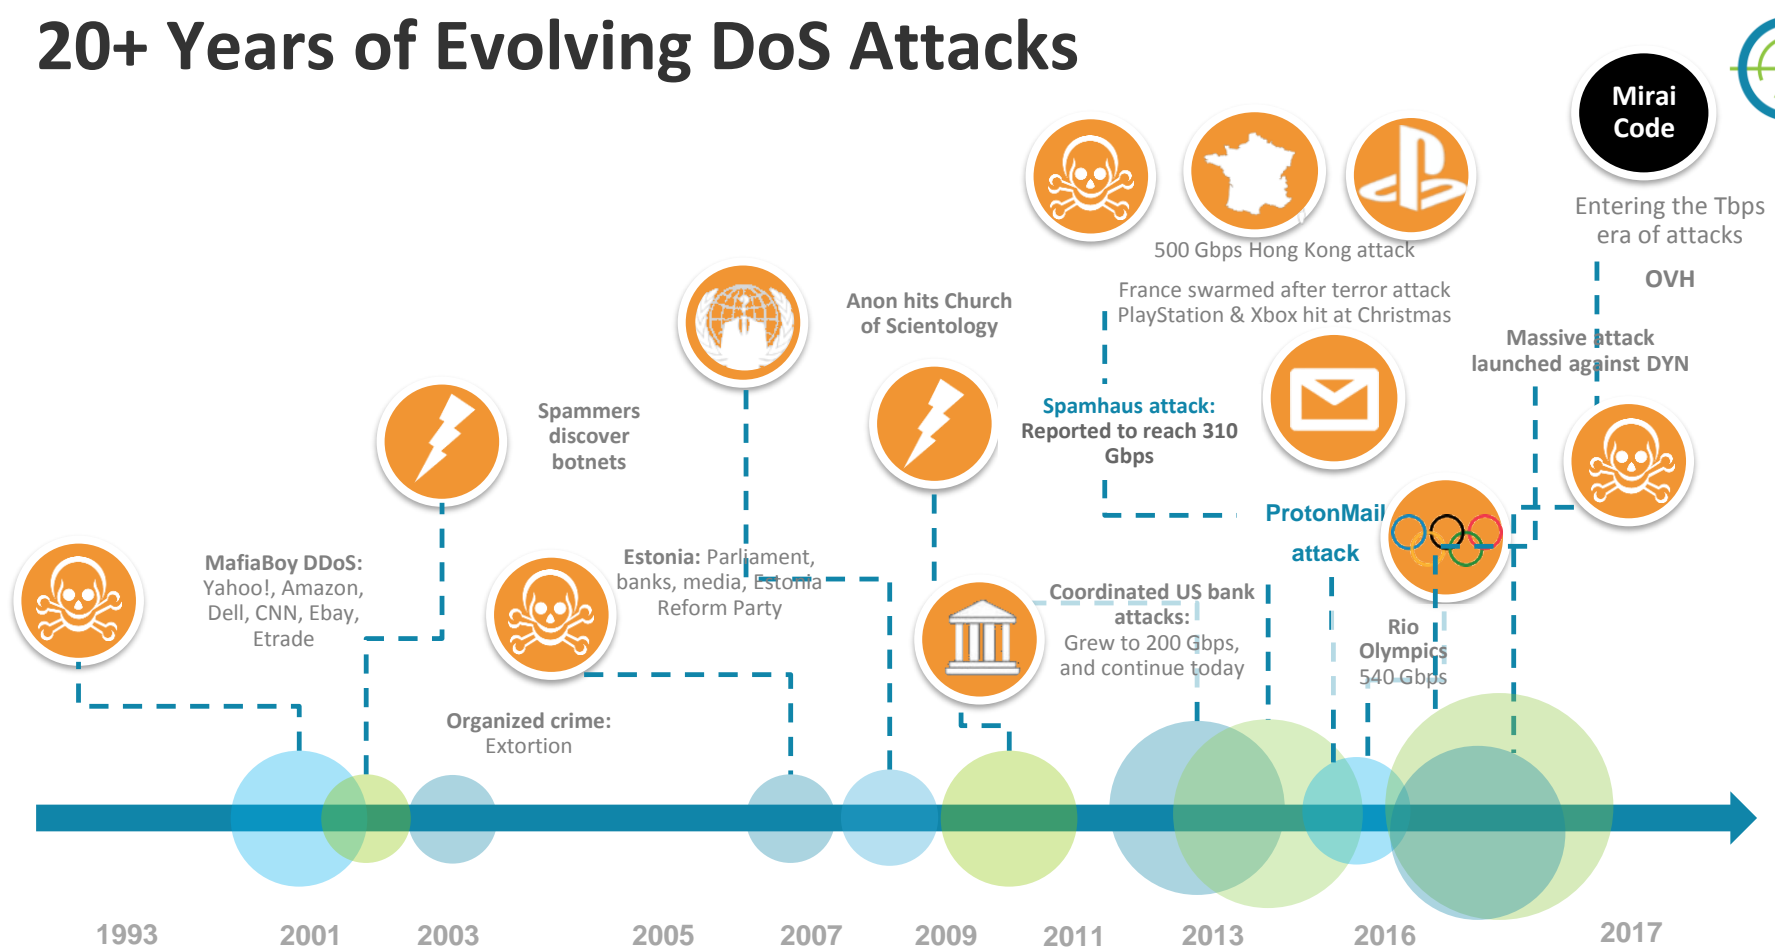 20+ Years of Evolving DoS Attacks
Mirai
Code
Entering the Tbps
era of attacks
OVH
500 Gbps Hong Kong attack
France swarmed after terror attack
PlayStation & Xbox hit at Christmas
Anon hits Church
of Scientology
Massive attack
launched against DYN
Spammers
discover
botnets
Spamhaus attack:
Reported to reach 310
Gbps
ProtonMail
attack
MafiaBoy DDoS:
Yahoo!, Amazon,
Dell, CNN, Ebay,
Etrade
Estonia: Parliament,
banks, media, Estonia
Reform Party
Coordinated US bank
attacks:
Grew to 200 Gbps,
and continue today
Rio
Olympics
540 Gbps
Organized crime:
Extortion
1993
2001
2003
2005
2007
2009
2011
2013
2016
2017